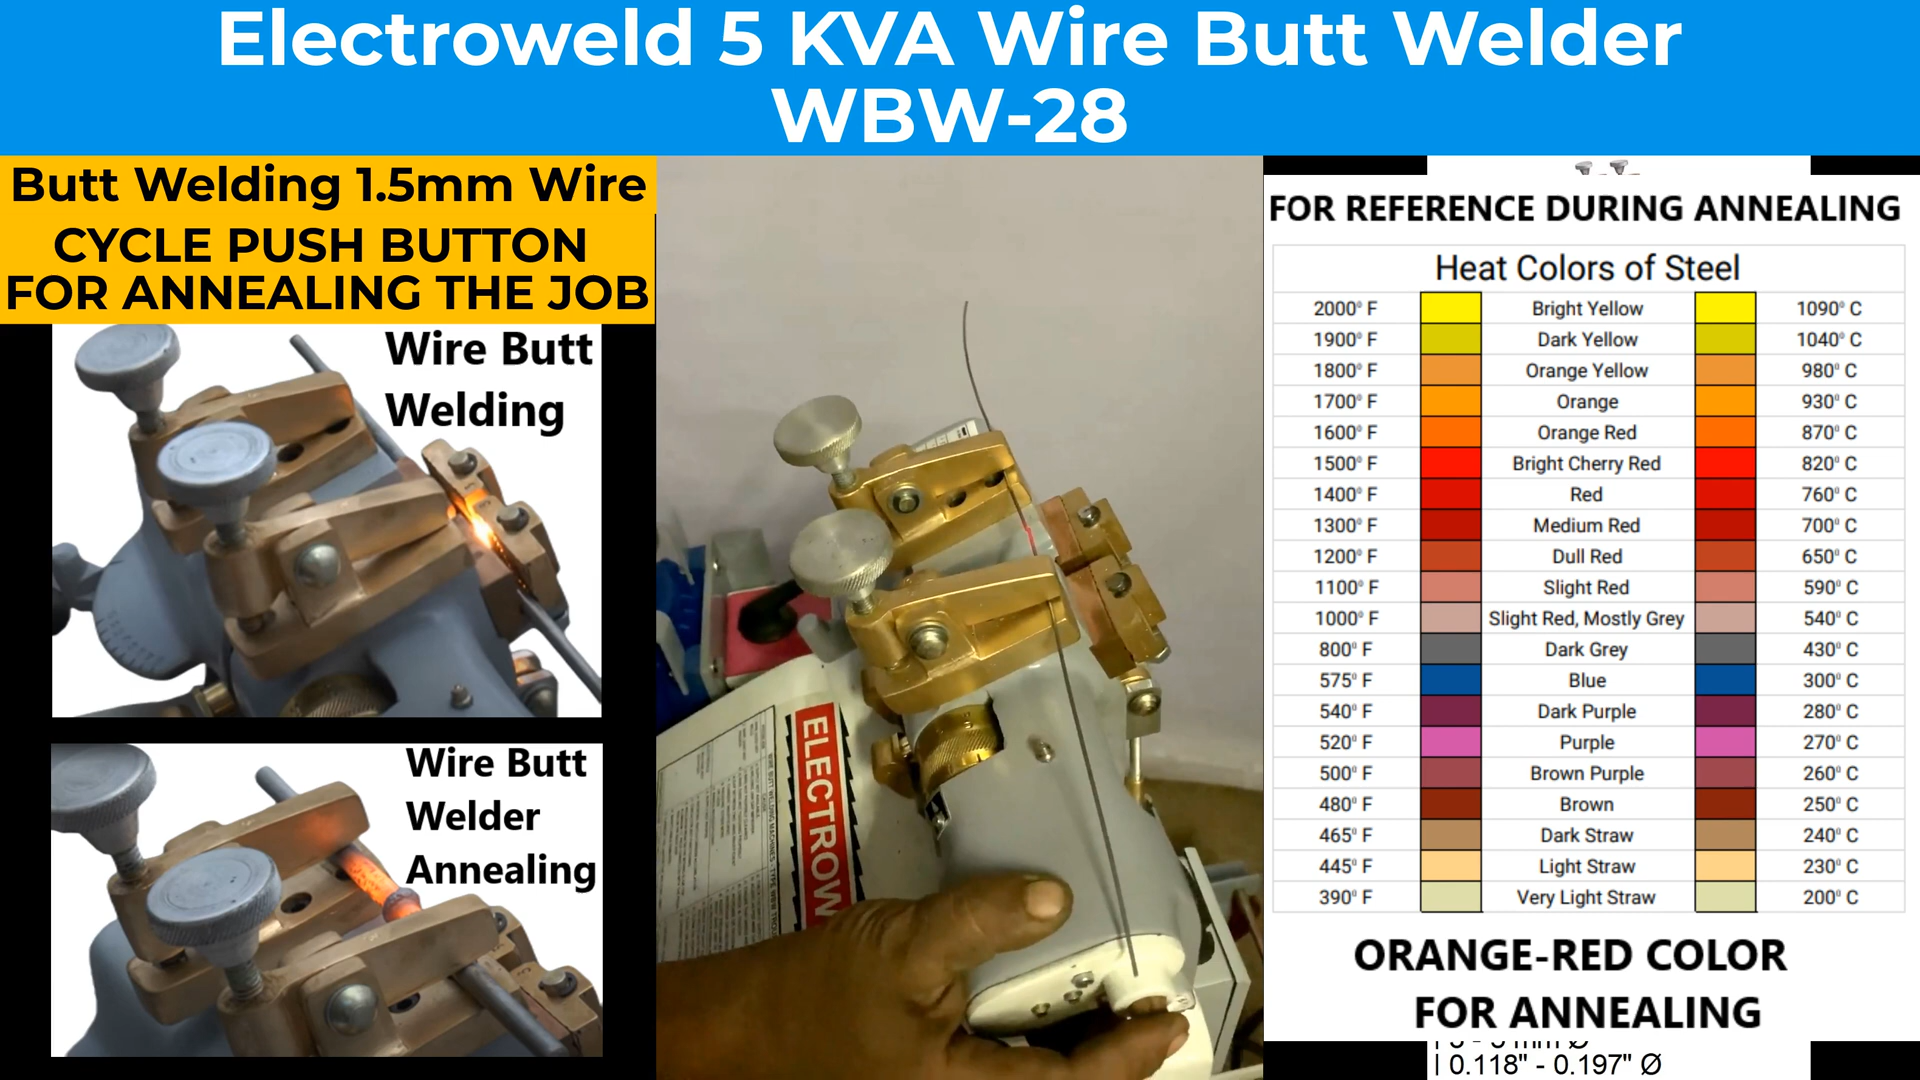 Electroweld 5 KVA Wire Butt Welder
WBW-28
Butt Welding 1.5mm Wire
CYCLE PUSH BUTTON
FOR ANNEALING THE JOB
Wire Butt
Welding
Wire Butt
Welder
Annealing
ELECTROW
FOR REFERENCE DURING ANNEALING
Heat Colors of Steel
2000° F Bright Yellow 1090° C
1900° F Dark Yellow 1040° C
1800° F Orange Yellow 980° C
1700° F Orange 930° C
1600° F Orange Red 870° C
1500° F Bright Cherry Red 820° C
1400° F Red 760° C
1300° F Medium Red 700° C
1200° F Dull Red 650° C
1100° F Slight Red 590° C
1000° F Slight Red, Mostly Grey 540° C
800° F Dark Grey 430° C
575° F Blue 300° C
540° F Dark Purple 280° C
520° F Purple 270° C
500° F Brown Purple 260° C
480° F Brown 250° C
465° F Dark Straw 240° C
445° F Light Straw 230° C
390° F Very Light Straw 200° C
ORANGE-RED COLOR
FOR ANNEALING
| 0.118" - 0.197" Ø